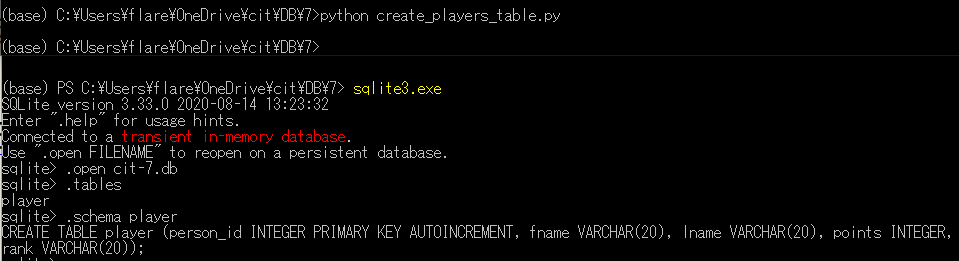 (base) C:¥Users¥flare¥OneDrive¥cit¥DB¥7>python create_players_table.py
(base) C:¥Users¥flare¥OneDrive¥cit¥DB¥7>
(base) PS C:¥Users¥flare¥OneDrive¥cit¥DB¥7> sqlite3.exe
SQLite version 3.33.0 2020-08-14 13:23:32
Enter ".help" for usage hints.
Connected to a transient in-memory database.
Use ".open FILENAME" to reopen on a persistent database.
sqlite> .open cit-7.db
sqlite> .tables
player
sqlite> .schema player
CREATE TABLE player (person_id INTEGER PRIMARY KEY AUTOINCREMENT, fname VARCHAR(20), lname VARCHAR(20), points INTEGER,
rank VARCHAR(20));
sqlite>